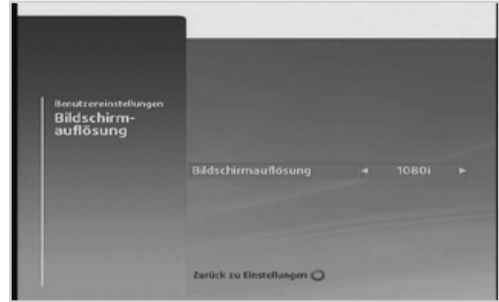 Benutzereinstellungen
Bildschirm-
auflösung
Bildschirmauflösung ◄ 1080i ►
Zurück zu Einstellungen